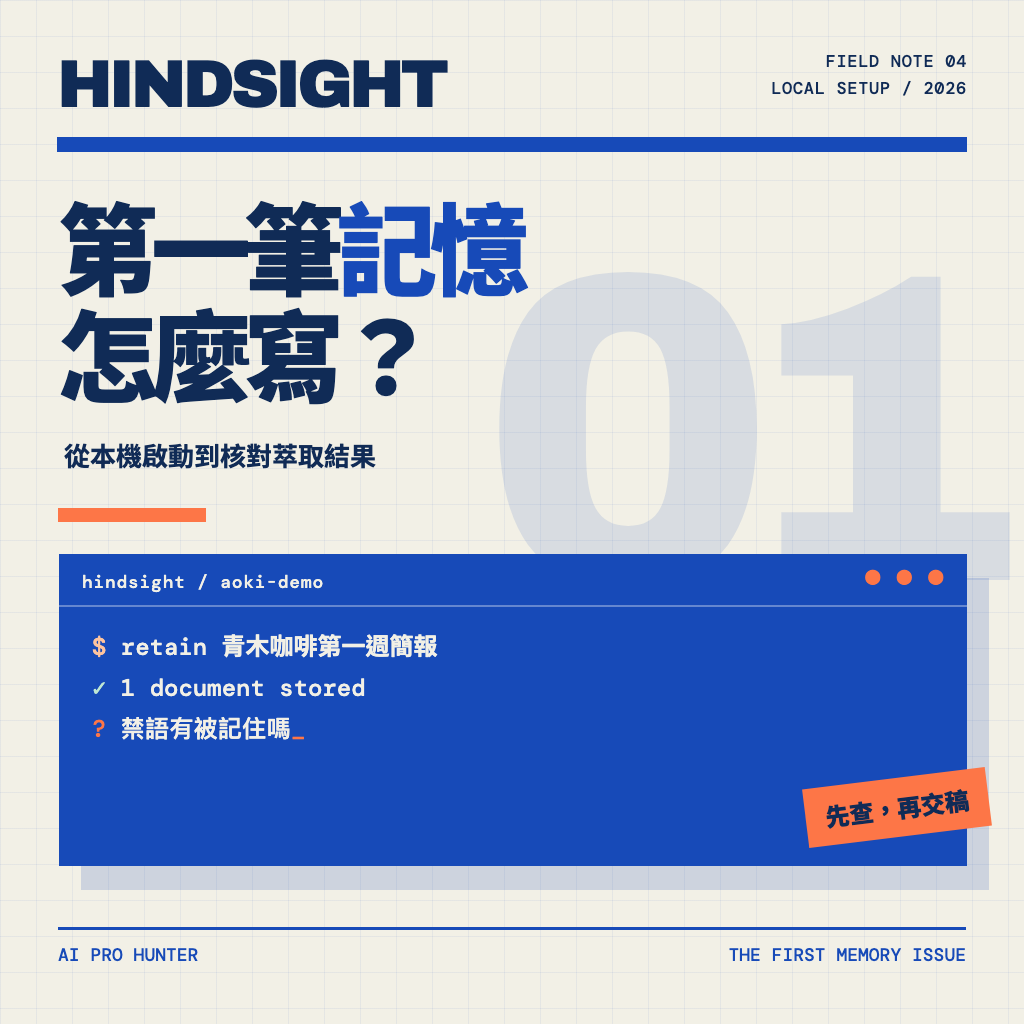 HINDSIGHT
FIELD NOTE 04
LOCAL SETUP / 2026
第一筆記憶
怎麼寫？
從本機啟動到核對萃取結果
01
hindsight / aoki-demo
$ retain 青木咖啡第一週簡報
✓ 1 document stored
? 禁語有被記住嗎_
先查，再交稿
AI PRO HUNTER
THE FIRST MEMORY ISSUE